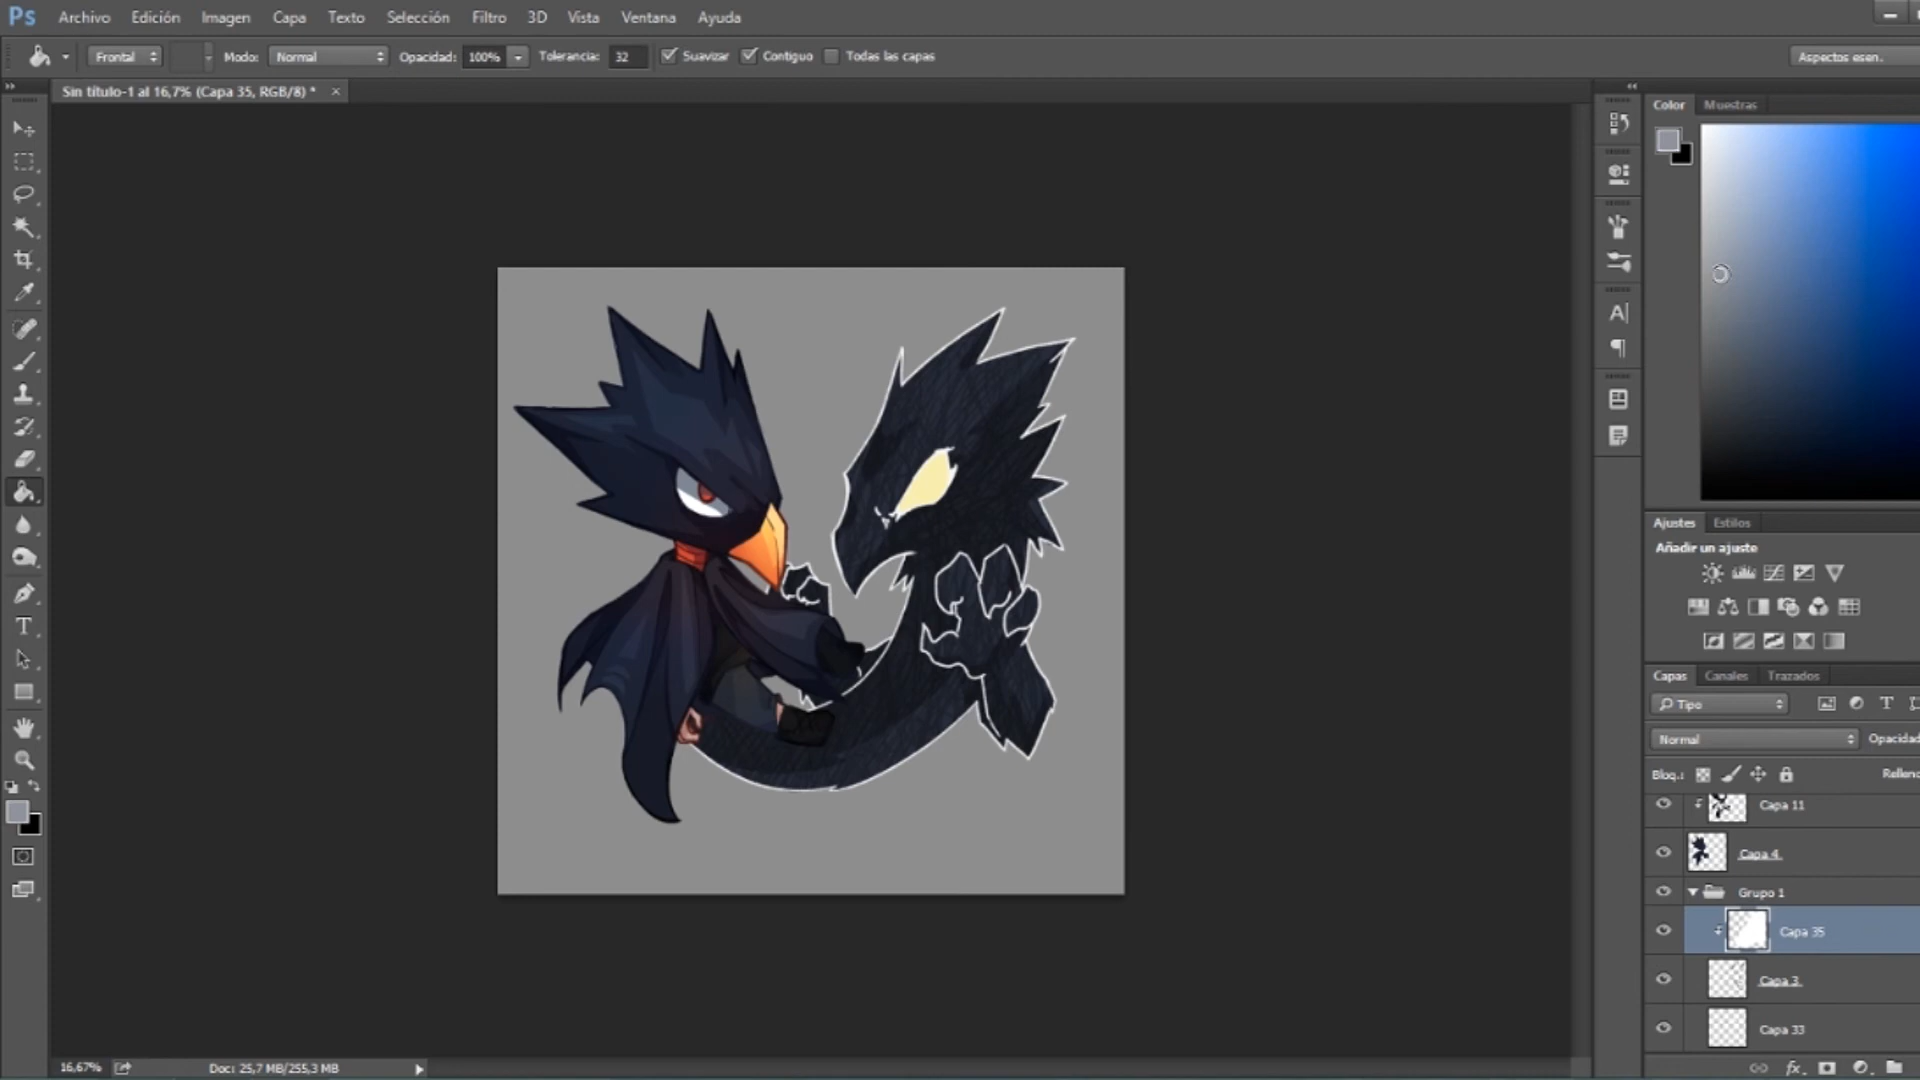 Ps Archivo Edición Imagen Capa Texto Selección Filtro 3D Vista Ventana Ayuda
Frontal Modo: Normal Opacidad: 100% Tolerancia: 32 Suavizar Contiguo Todas las capas Aspectos esen.
Sin título-1 al 16,7% (Capa 35, RGB/8) * ×
Color Muestras
Ajustes Estilos
Añadir un ajuste
Capas Canales Trazados
Tipo
Normal Opacidad
Bloq.: Relleno
Capa 11
Capa 4
Grupo 1
Capa 35
Capa 3
Capa 33
16,67% Doc: 25,7 MB/255,3 MB